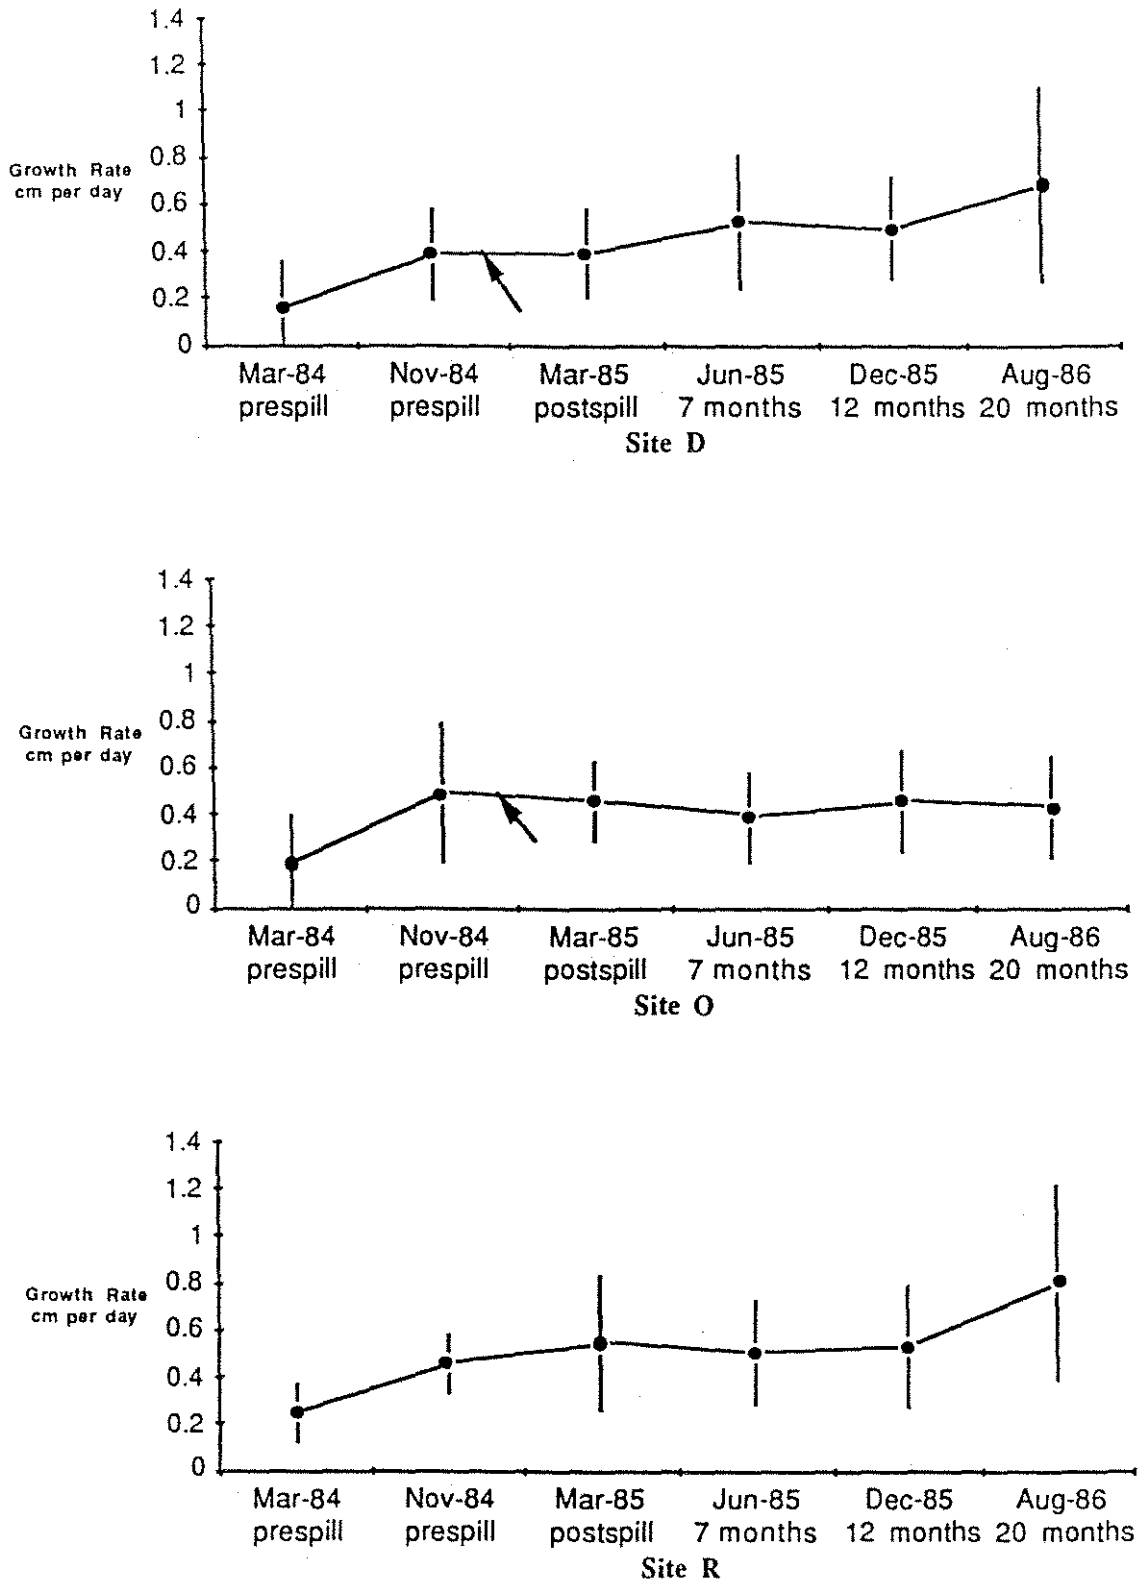 1.4
1.2
1
0.8
0.6
0.4
0.2
0
Growth Rate
cm per day
Mar-84 Nov-84 Mar-85 Jun-85 Dec-85 Aug-86
prespill prespill postspill 7 months 12 months 20 months
Site D
1.4
1.2
1
0.8
0.6
0.4
0.2
0
Growth Rate
cm per day
Mar-84 Nov-84 Mar-85 Jun-85 Dec-85 Aug-86
prespill prespill postspill 7 months 12 months 20 months
Site O
1.4
1.2
1
0.8
0.6
0.4
0.2
0
Growth Rate
cm per day
Mar-84 Nov-84 Mar-85 Jun-85 Dec-85 Aug-86
prespill prespill postspill 7 months 12 months 20 months
Site R